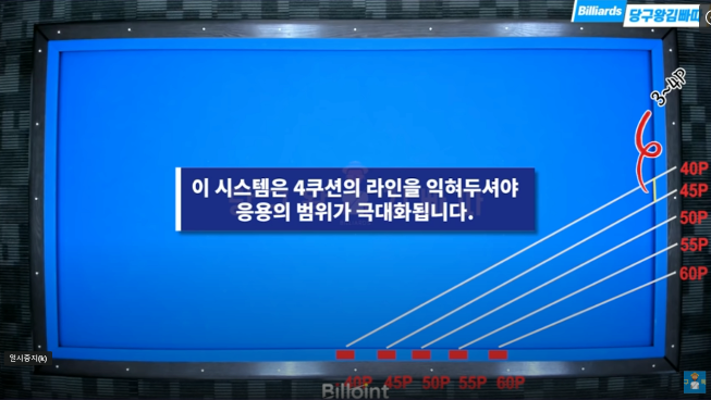 Billiards 당구왕김빠따
3~4P
40P
45P
이 시스템은 4쿠션의 라인을 익혀두셔야
응용의 범위가 극대화됩니다.
50P
55P
60P
일시중지(k)
40P 45P 50P 55P 60P
Billoint